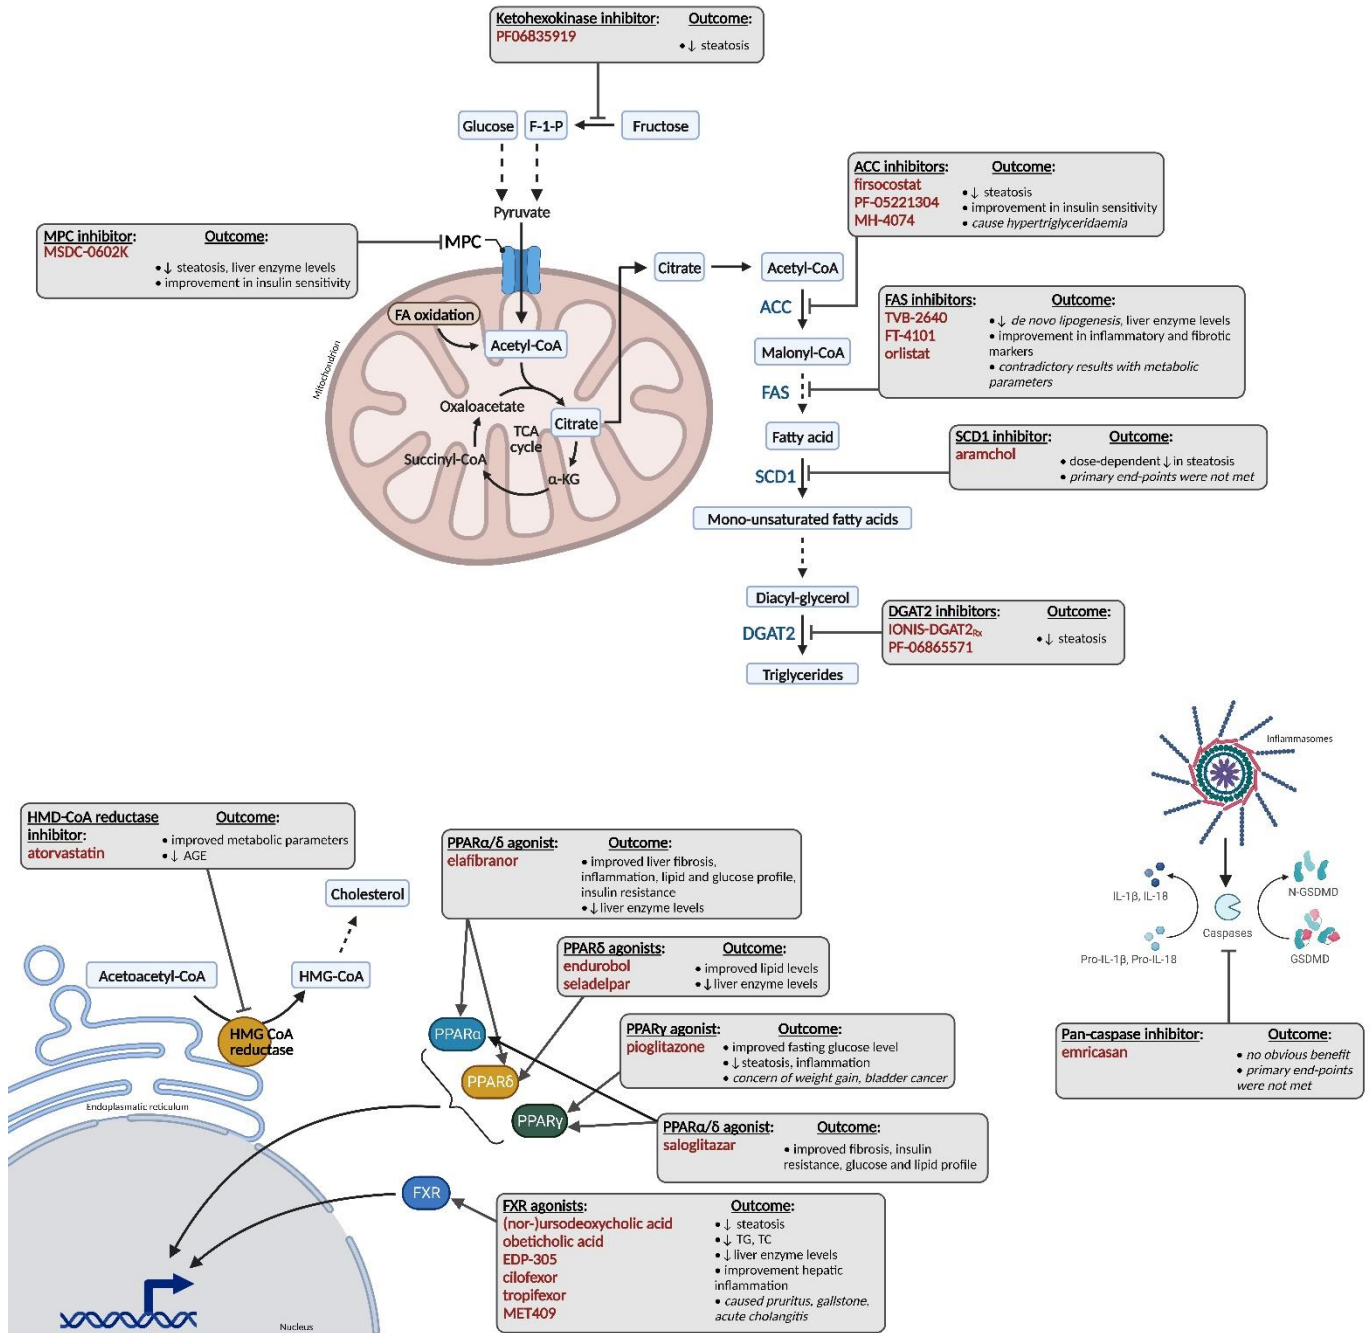 Ketohexokinase inhibitor: Outcome:
PF06835919
• ↓ steatosis
Glucose F-1-P Fructose
Pyruvate
MPC inhibitor: Outcome:
MSDC-0602K
• ↓ steatosis, liver enzyme levels
• improvement in insulin sensitivity
MPC
ACC inhibitors: Outcome:
firsocostat
PF-05221304
MH-4074
• ↓ steatosis
• improvement in insulin sensitivity
• cause hypertriglyceridaemia
Mitochondrion
FA oxidation
Acetyl-CoA
Oxaloacetate
Citrate
TCA
cycle
Succinyl-CoA
α-KG
Citrate
Acetyl-CoA
ACC
Malonyl-CoA
FAS
Fatty acid
SCD1
Mono-unsaturated fatty acids
Diacyl-glycerol
DGAT2
Triglycerides
FAS inhibitors: Outcome:
TVB-2640
FT-4101
orlistat
• ↓ de novo lipogenesis, liver enzyme levels
• improvement in inflammatory and fibrotic
markers
• contradictory results with metabolic
parameters
SCD1 inhibitor: Outcome:
aramchol
• dose-dependent ↓ in steatosis
• primary end-points were not met
DGAT2 inhibitors: Outcome:
IONIS-DGAT2Rx
PF-06865571
• ↓ steatosis
Inflammasomes
IL-1β, IL-18
N-GSDMD
Caspases
Pro-IL-1β, Pro-IL-18
GSDMD
Pan-caspase inhibitor: Outcome:
emricasan
• no obvious benefit
• primary end-points
were not met
HMD-CoA reductase
inhibitor:
atorvastatin
Outcome:
• improved metabolic parameters
• ↓ AGE
Cholesterol
Acetoacetyl-CoA
HMG-CoA
HMG CoA
reductase
Endoplasmatic reticulum
PPARα/δ agonist: Outcome:
elafibranor
• improved liver fibrosis,
inflammation, lipid and glucose profile,
insulin resistance
• ↓ liver enzyme levels
PPARδ agonists: Outcome:
endurobol
seladelpar
• improved lipid levels
• ↓ liver enzyme levels
PPARα
PPARδ
PPARγ
PPARγ agonist: Outcome:
pioglitazone
• improved fasting glucose level
• ↓ steatosis, inflammation
• concern of weight gain, bladder cancer
PPARα/δ agonist: Outcome:
saloglitazar
• improved fibrosis, insulin
resistance, glucose and lipid profile
FXR
FXR agonists: Outcome:
(nor-)ursodeoxycholic acid
obeticholic acid
EDP-305
cilofexor
tropifexor
MET409
• ↓ steatosis
• ↓ TG, TC
• ↓ liver enzyme levels
• improvement hepatic
inflammation
• caused pruritus, gallstone,
acute cholangitis
Nucleus